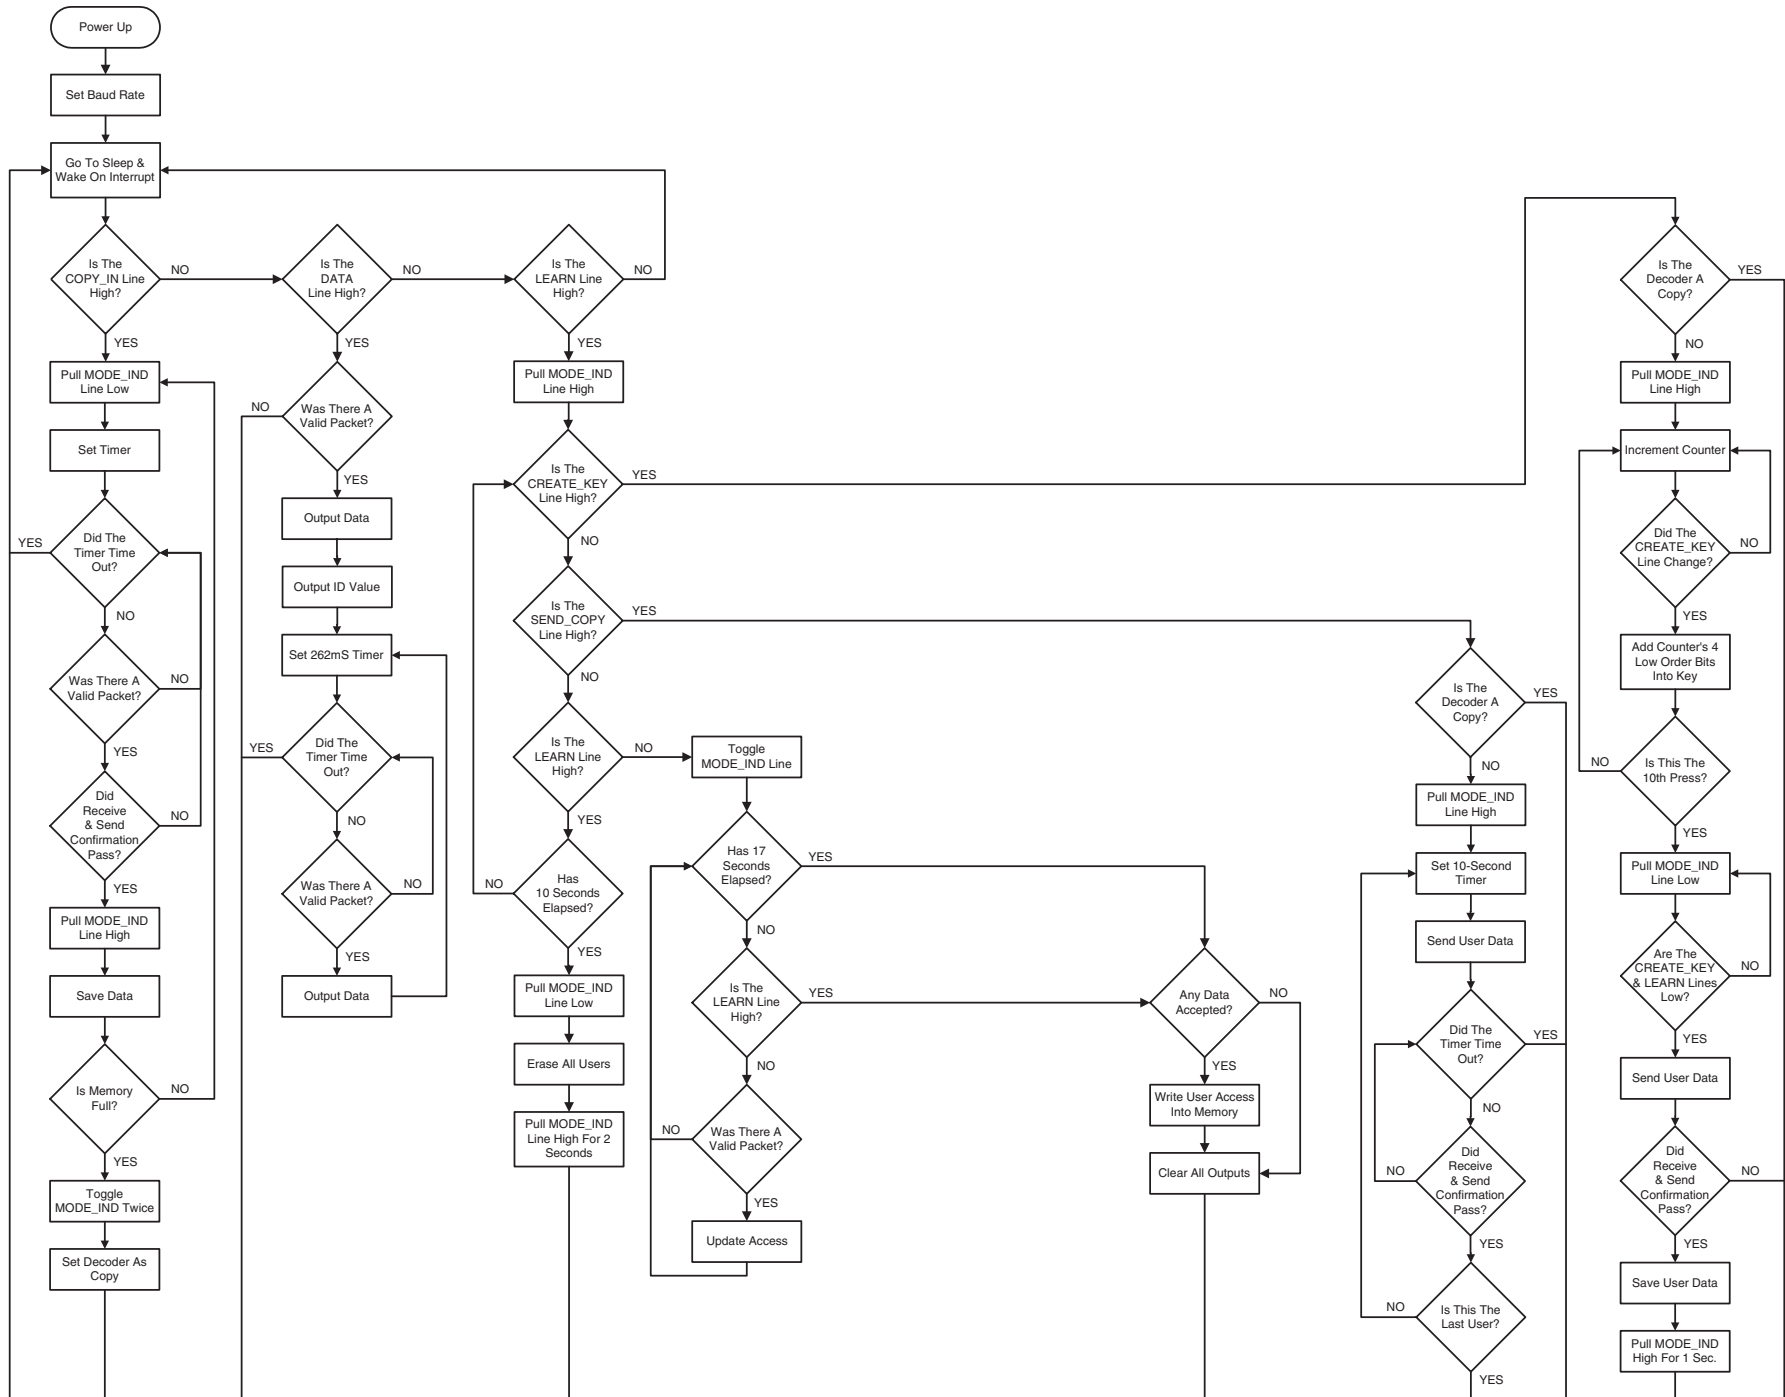 Power Up
Set Baud Rate
Go To Sleep &
Wake On Interrupt
Is The
COPY_IN Line
High?
NO
YES
Pull MODE_IND
Line Low
Set Timer
Did The
Timer Time
Out?
YES
NO
Was There A
Valid Packet?
NO
YES
Did
Receive
& Send
Confirmation
Pass?
NO
YES
Pull MODE_IND
Line High
Save Data
Is Memory
Full?
NO
YES
Toggle
MODE_IND Twice
Set Decoder As
Copy
Is The
DATA
Line High?
NO
YES
Was There A
Valid Packet?
NO
YES
Output Data
Output ID Value
Set 262mS Timer
Did The
Timer Time
Out?
YES
NO
Was There A
Valid Packet?
NO
YES
Output Data
Is The
LEARN Line
High?
NO
YES
Pull MODE_IND
Line High
Is The
CREATE_KEY
Line High?
YES
NO
Is The
SEND_COPY
Line High?
YES
NO
Is The
LEARN Line
High?
NO
YES
Has
10 Seconds
Elapsed?
NO
YES
Pull MODE_IND
Line Low
Erase All Users
Pull MODE_IND
Line High For 2
Seconds
Toggle
MODE_IND Line
Has 17
Seconds
Elapsed?
YES
NO
Is The
LEARN Line
High?
YES
NO
Was There A
Valid Packet?
NO
YES
Update Access
Any Data
Accepted?
NO
YES
Write User Access
Into Memory
Clear All Outputs
Is The
Decoder A
Copy?
YES
NO
Pull MODE_IND
Line High
Set 10-Second
Timer
Send User Data
Did The
Timer Time
Out?
YES
NO
Did
Receive
& Send
Confirmation
Pass?
NO
YES
Is This The
Last User?
NO
YES
Is The
Decoder A
Copy?
YES
NO
Pull MODE_IND
Line High
Increment Counter
Did The
CREATE_KEY
Line Change?
NO
YES
Add Counter's 4
Low Order Bits
Into Key
Is This The
10th Press?
NO
YES
Pull MODE_IND
Line Low
Are The
CREATE_KEY
& LEARN Lines
Low?
NO
YES
Send User Data
Did
Receive
& Send
Confirmation
Pass?
NO
YES
Save User Data
Pull MODE_IND
High For 1 Sec.